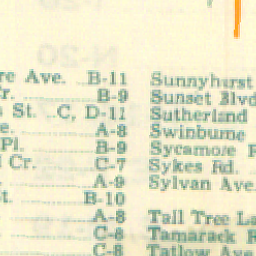 re Ave. B-11
r. B-9
s St. C, D-11
e. A-8
Pl. B-9
l Cr. C-7
A-9
t. B-10
A-8
C-8
C-8
Sunnyhurst
Sunset Blvd
Sutherland
Swinburne
Sycamore
Sykes Rd.
Sylvan Ave.
Tall Tree La
Tamarack R
Tatlow Ave